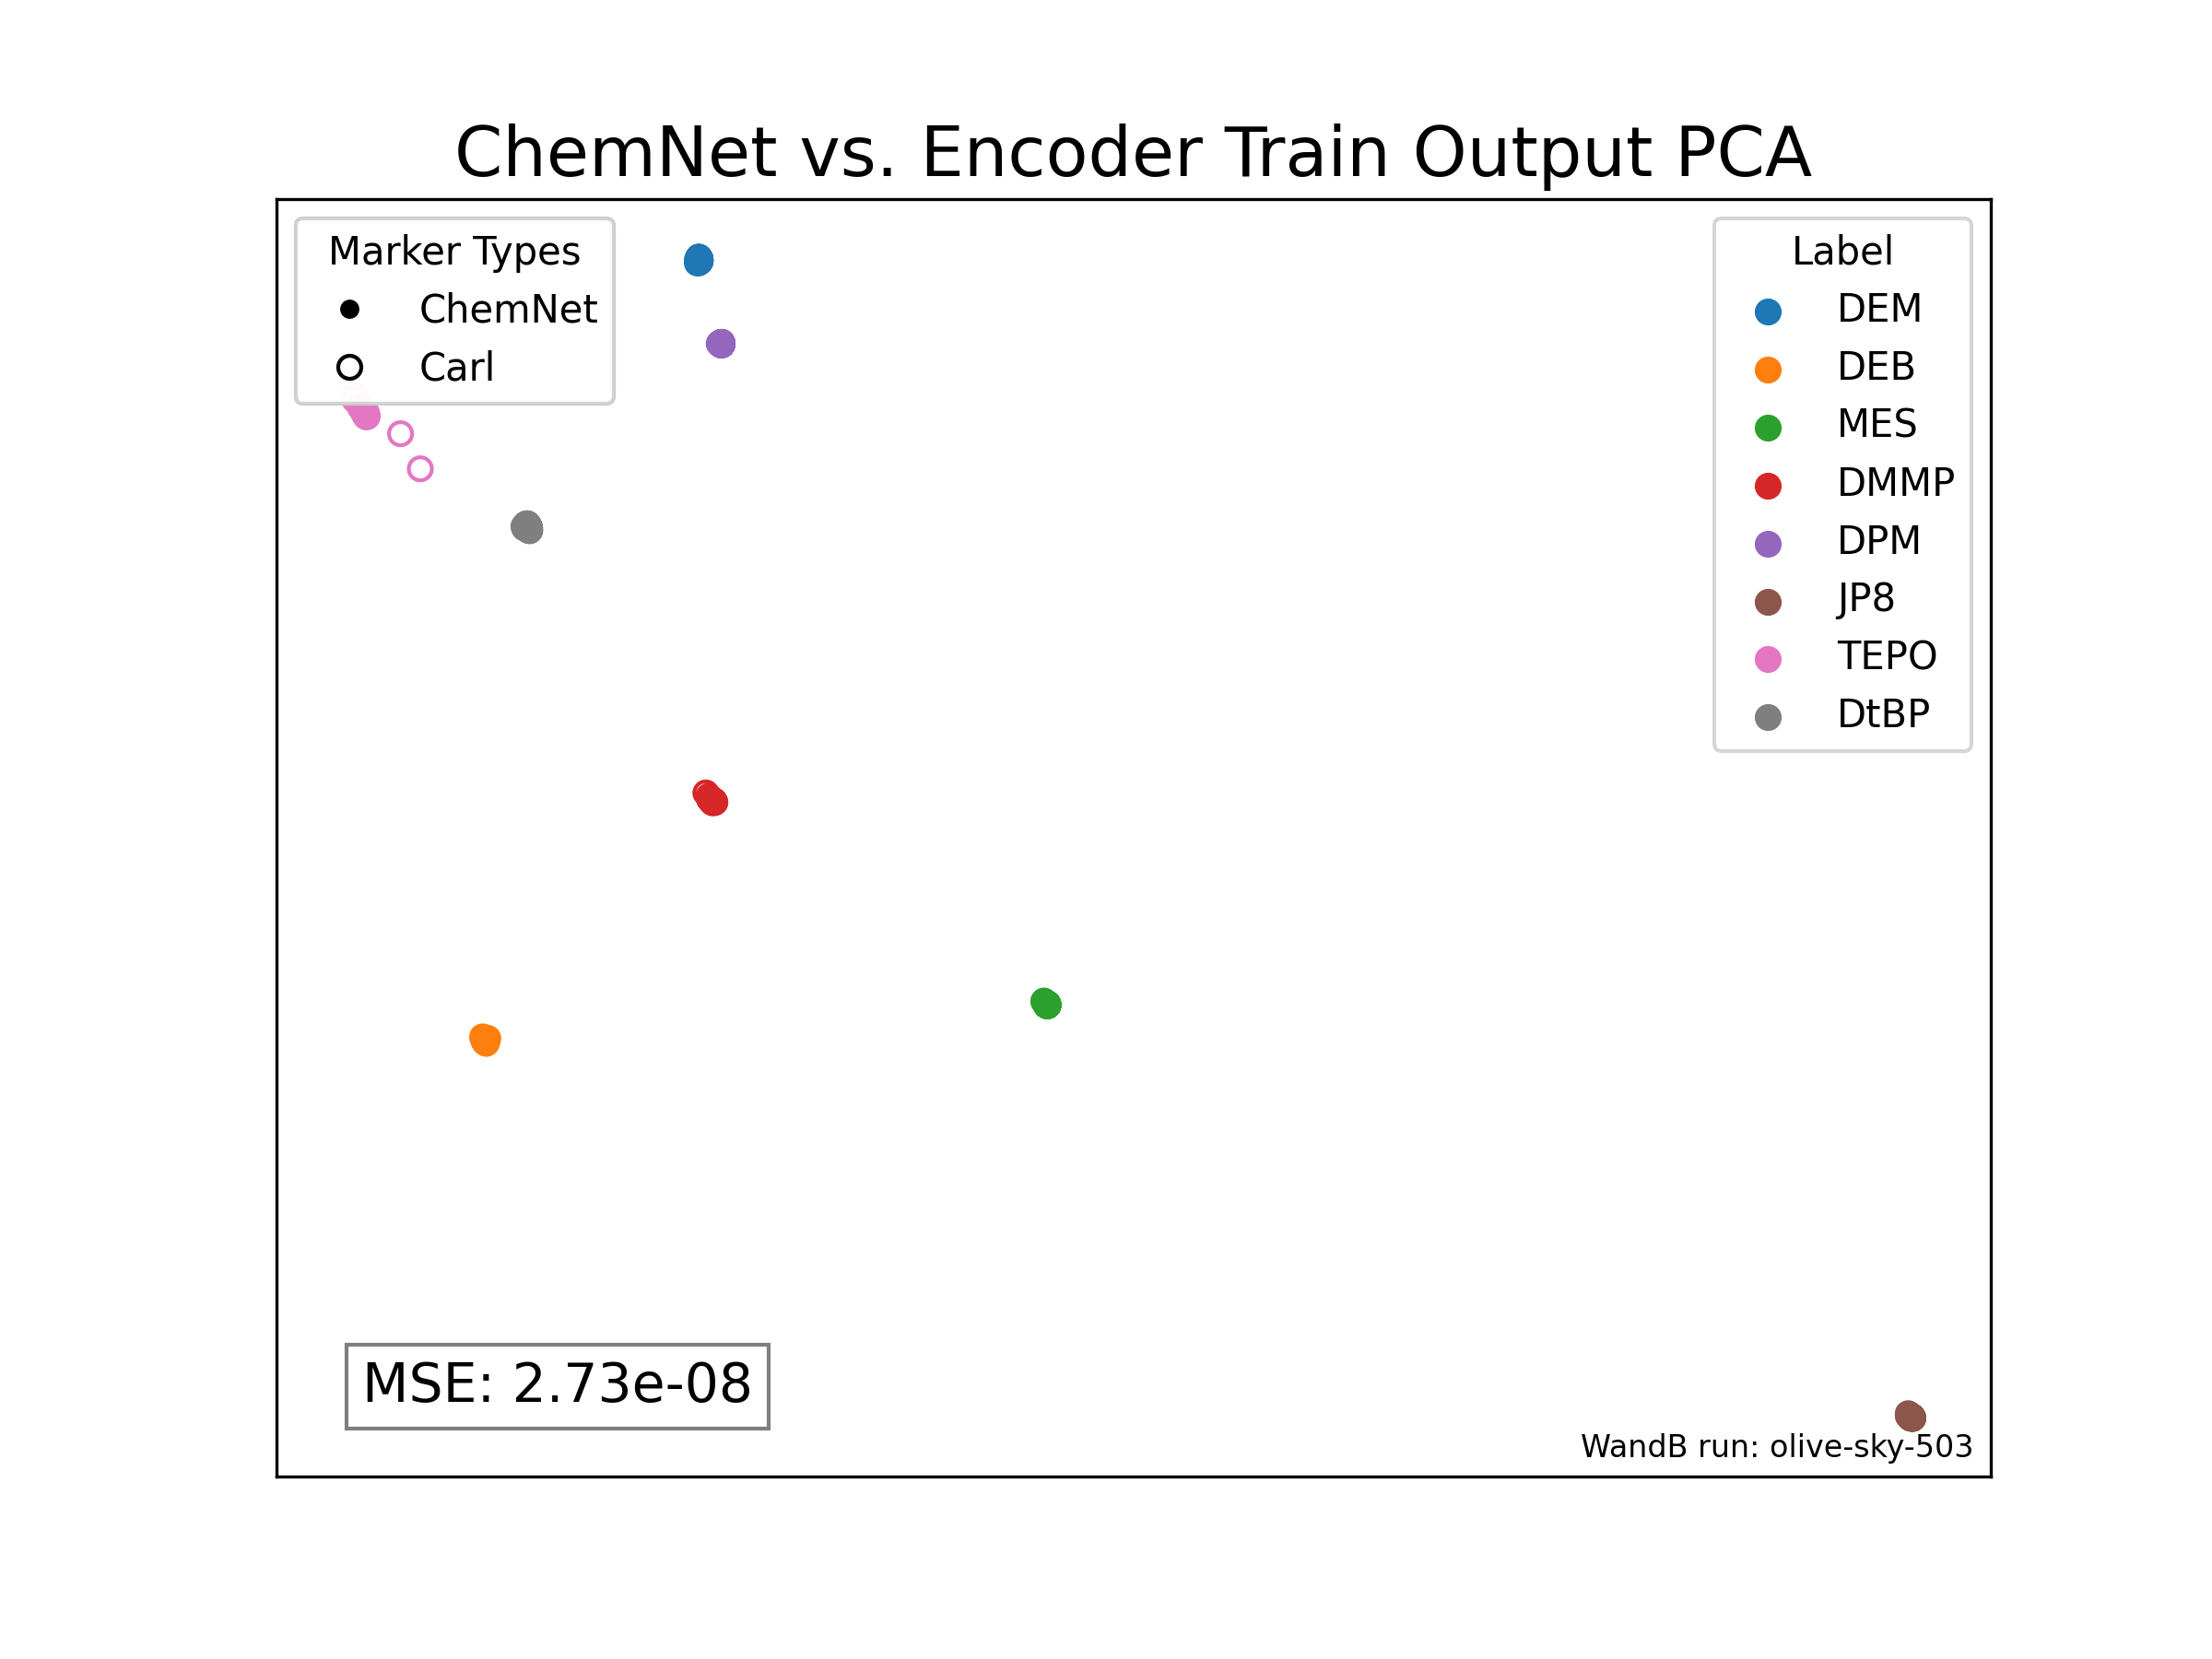 ChemNet vs. Encoder Train Output PCA
Marker Types
ChemNet
Carl
Label
DEM
DEB
MES
DMMP
DPM
JP8
TEPO
DtBP
MSE: 2.73e-08
WandB run: olive-sky-503